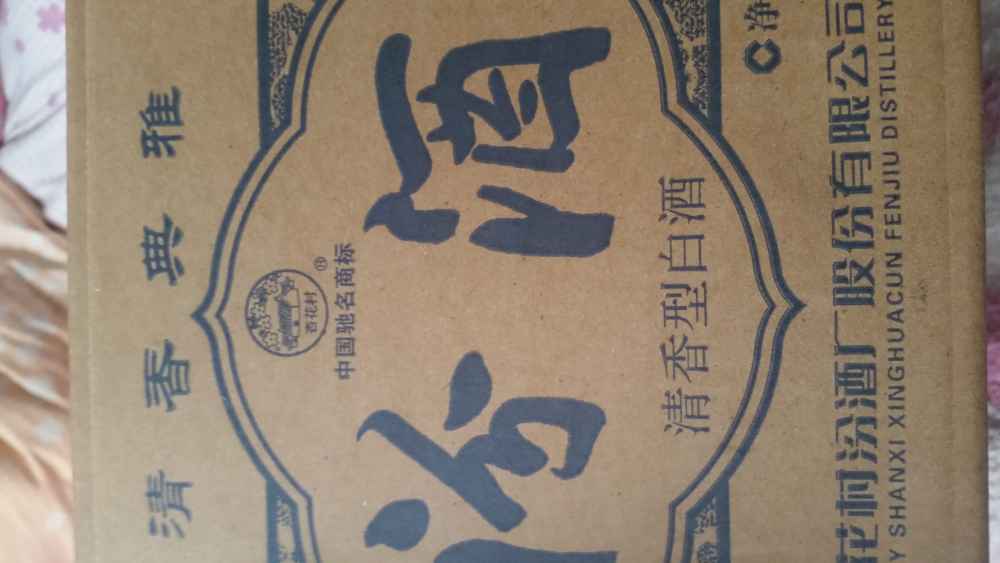 清香典雅
杏花村
®
中国驰名商标
汾酒
清香型白酒
净
花村汾酒厂股份有限公司
Y SHANXI XINGHUACUN FENJIU DISTILLERY